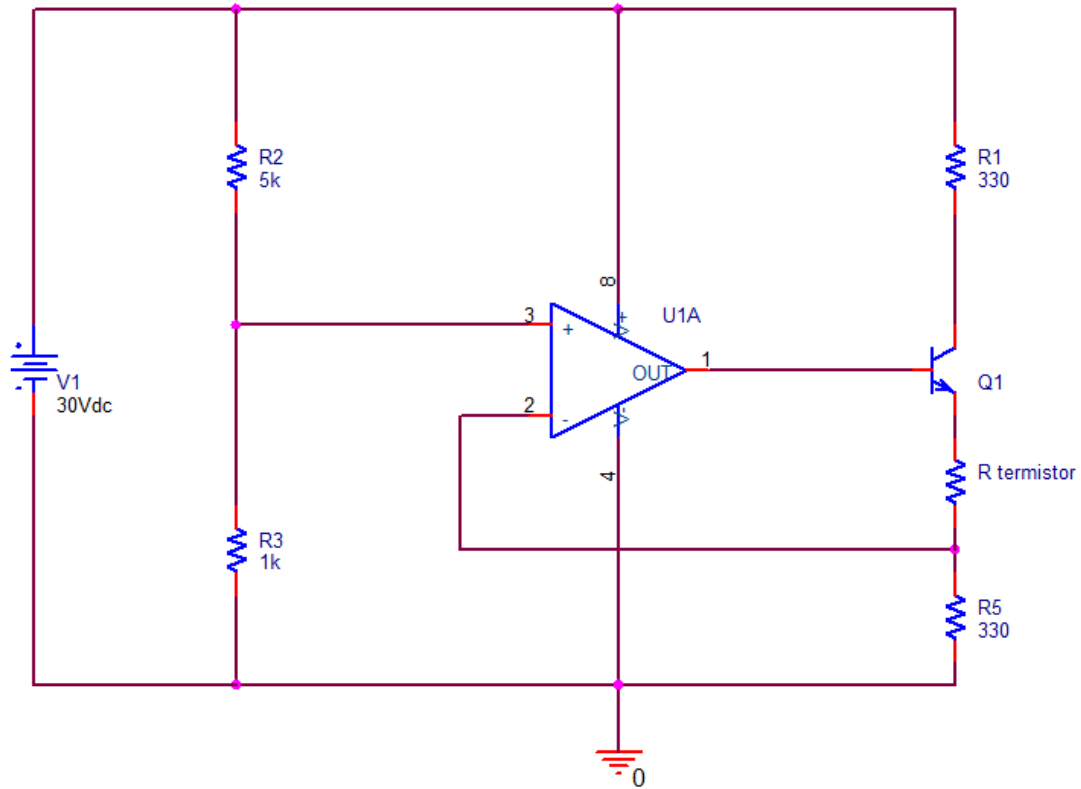 R2
5k
R1
330
8
V+
U1A
3
+
OUT
1
2
-
V-
4
V1
30Vdc
Q1
R termistor
R3
1k
R5
330
0